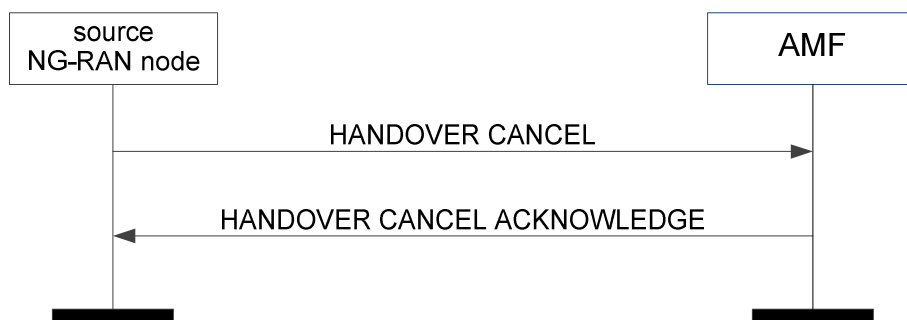 source
NG-RAN node
AMF
HANDOVER CANCEL
HANDOVER CANCEL ACKNOWLEDGE